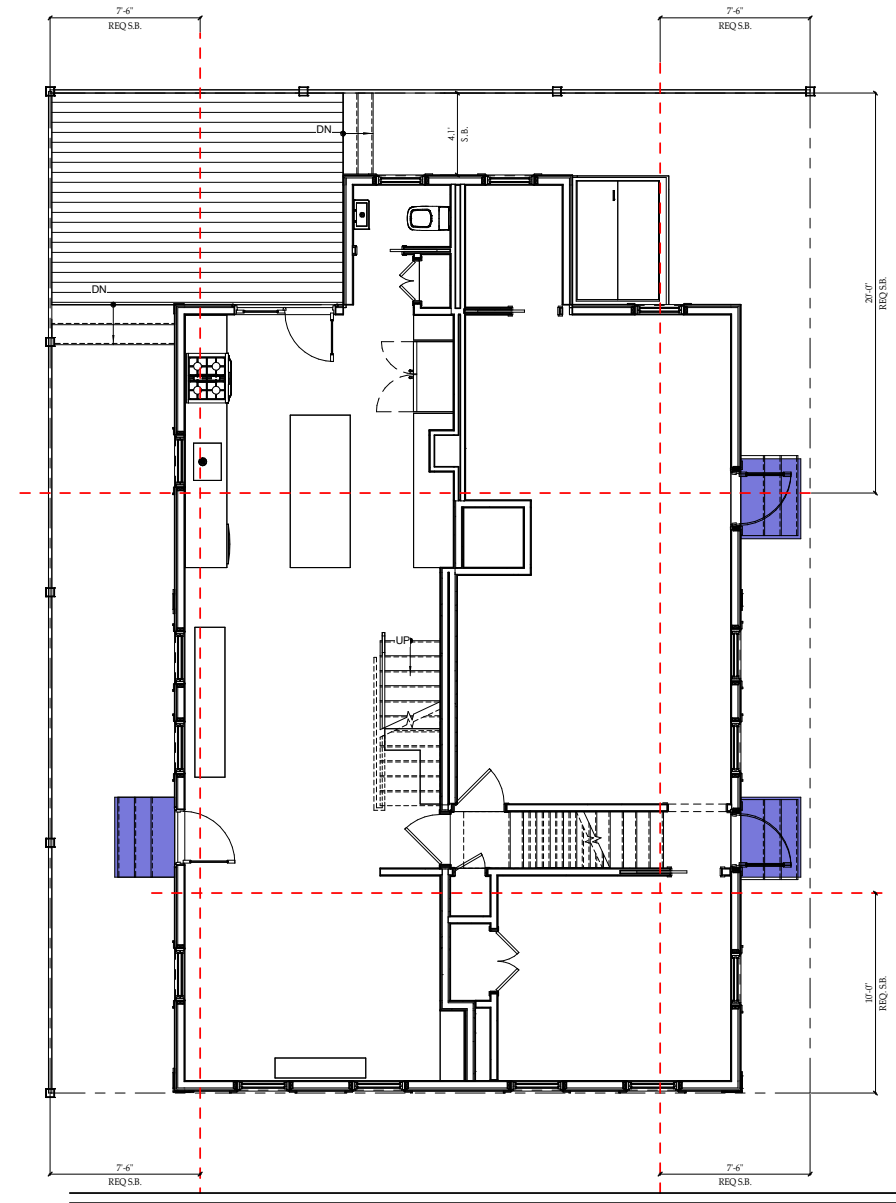 7'-6"
REQ S.B.
7'-6"
REQ S.B.
DN
4.1'
S.B.
20'-0"
REQ S.B.
DN
UP
10'-0"
REQ. S.B.
7'-6"
REQ S.B.
7'-6"
REQ S.B.